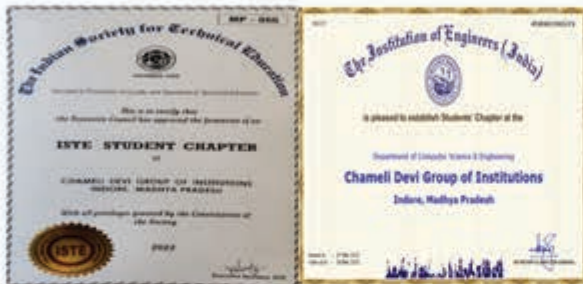 MP - 056
The Indian Society for Technical Education
This is to certify that
the Executive Council has approved the formation of an
ISTE STUDENT CHAPTER
at
CHAMELI DEVI GROUP OF INSTITUTIONS
INDORE, MADHYA PRADESH
With all privileges granted by the Constitution of
the Society
2022
ISTE
The Institution of Engineers (India)
is pleased to establish Students' Chapter at the
Department of Computer Science & Engineering
Chameli Devi Group of Institutions
Indore, Madhya Pradesh